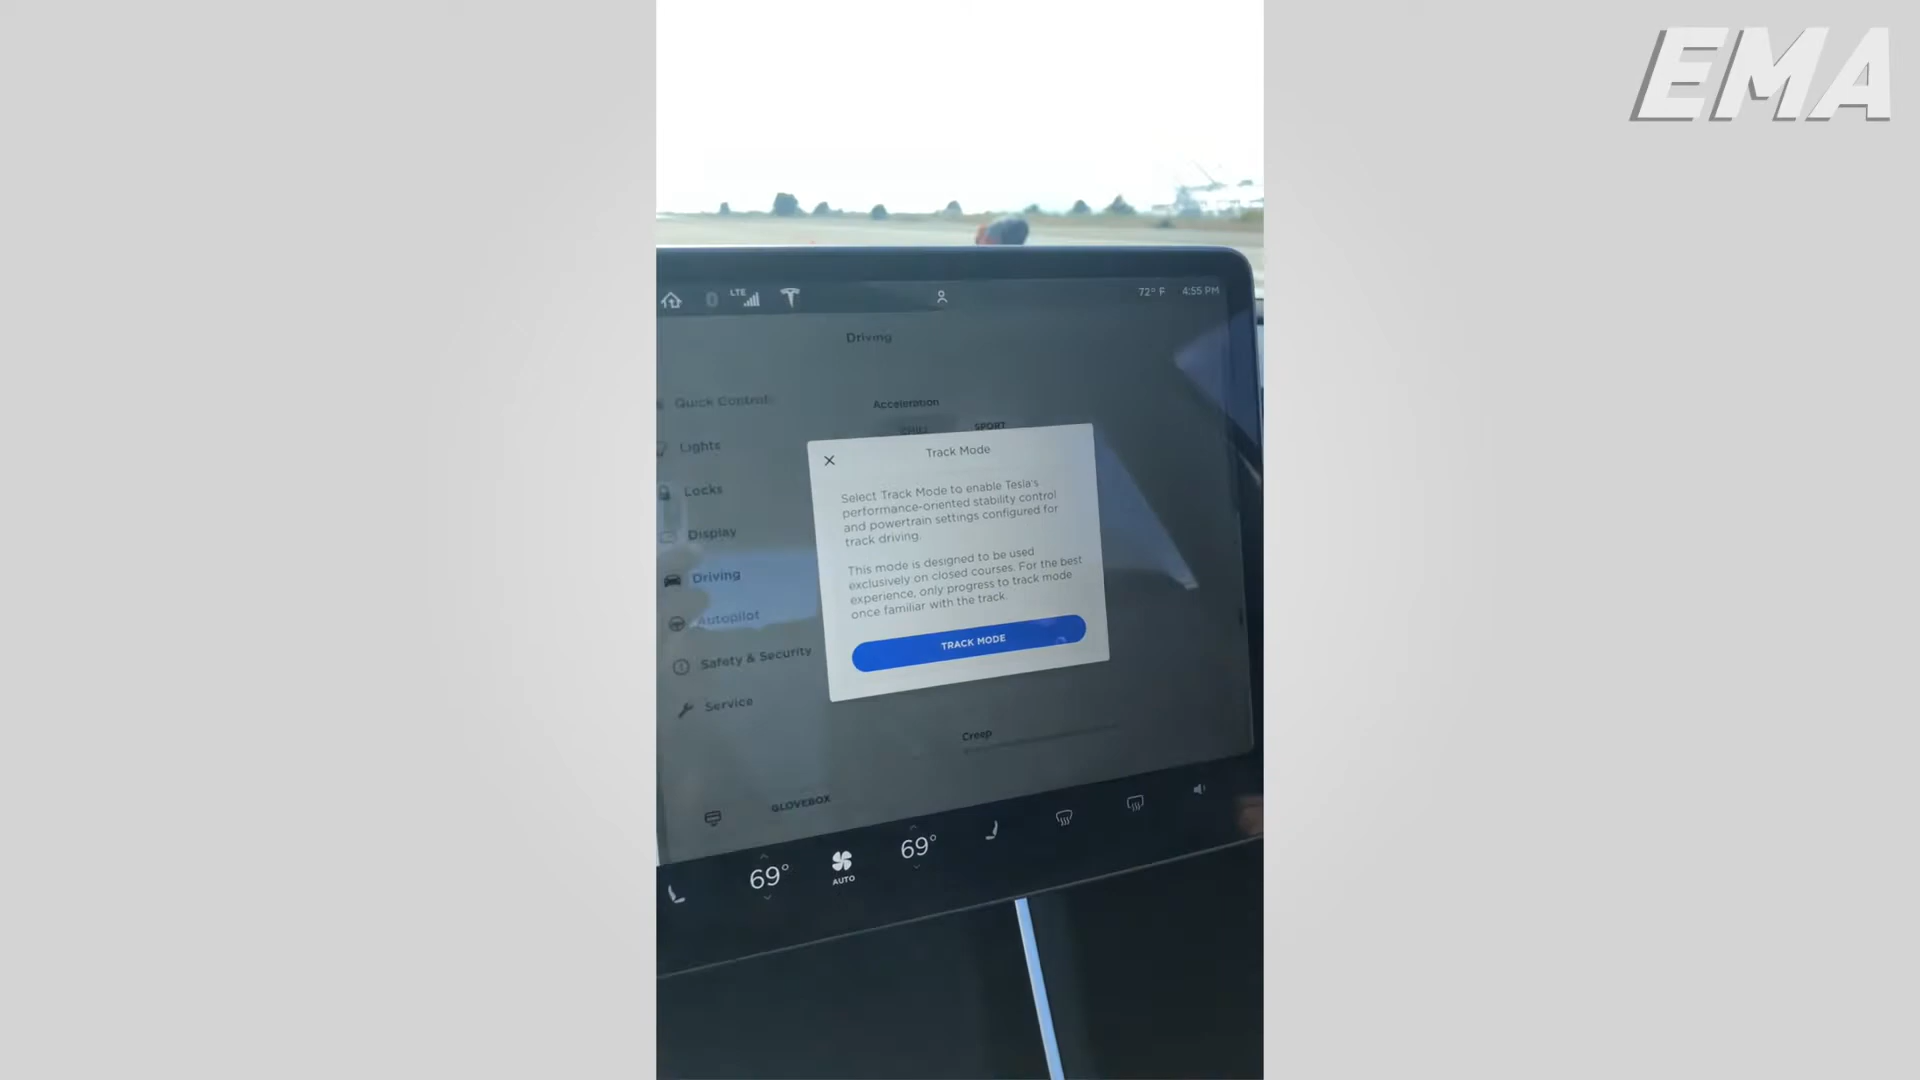 EMA
LTE
72° F 4:55 PM
Driving
Quick Controls
Lights
Locks
Display
Driving
Autopilot
Safety & Security
Service
Acceleration
CHILL SPORT
Track Mode
Select Track Mode to enable Tesla's
performance-oriented stability control
and powertrain settings configured for
track driving.
This mode is designed to be used
exclusively on closed courses. For the best
experience, only progress to track mode
once familiar with the track.
TRACK MODE
Creep
GLOVEBOX
69°
AUTO
69°